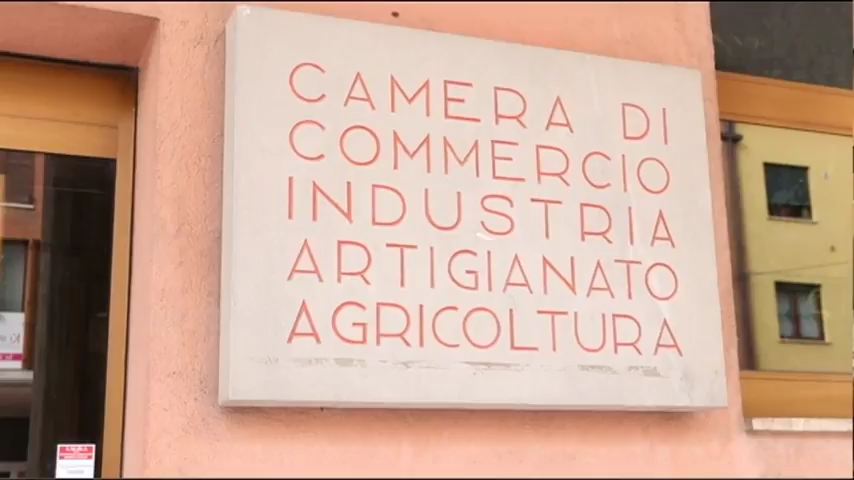 CAMERA DI
COMMERCIO
INDUSTRIA
ARTIGIANATO
AGRICOLTURA